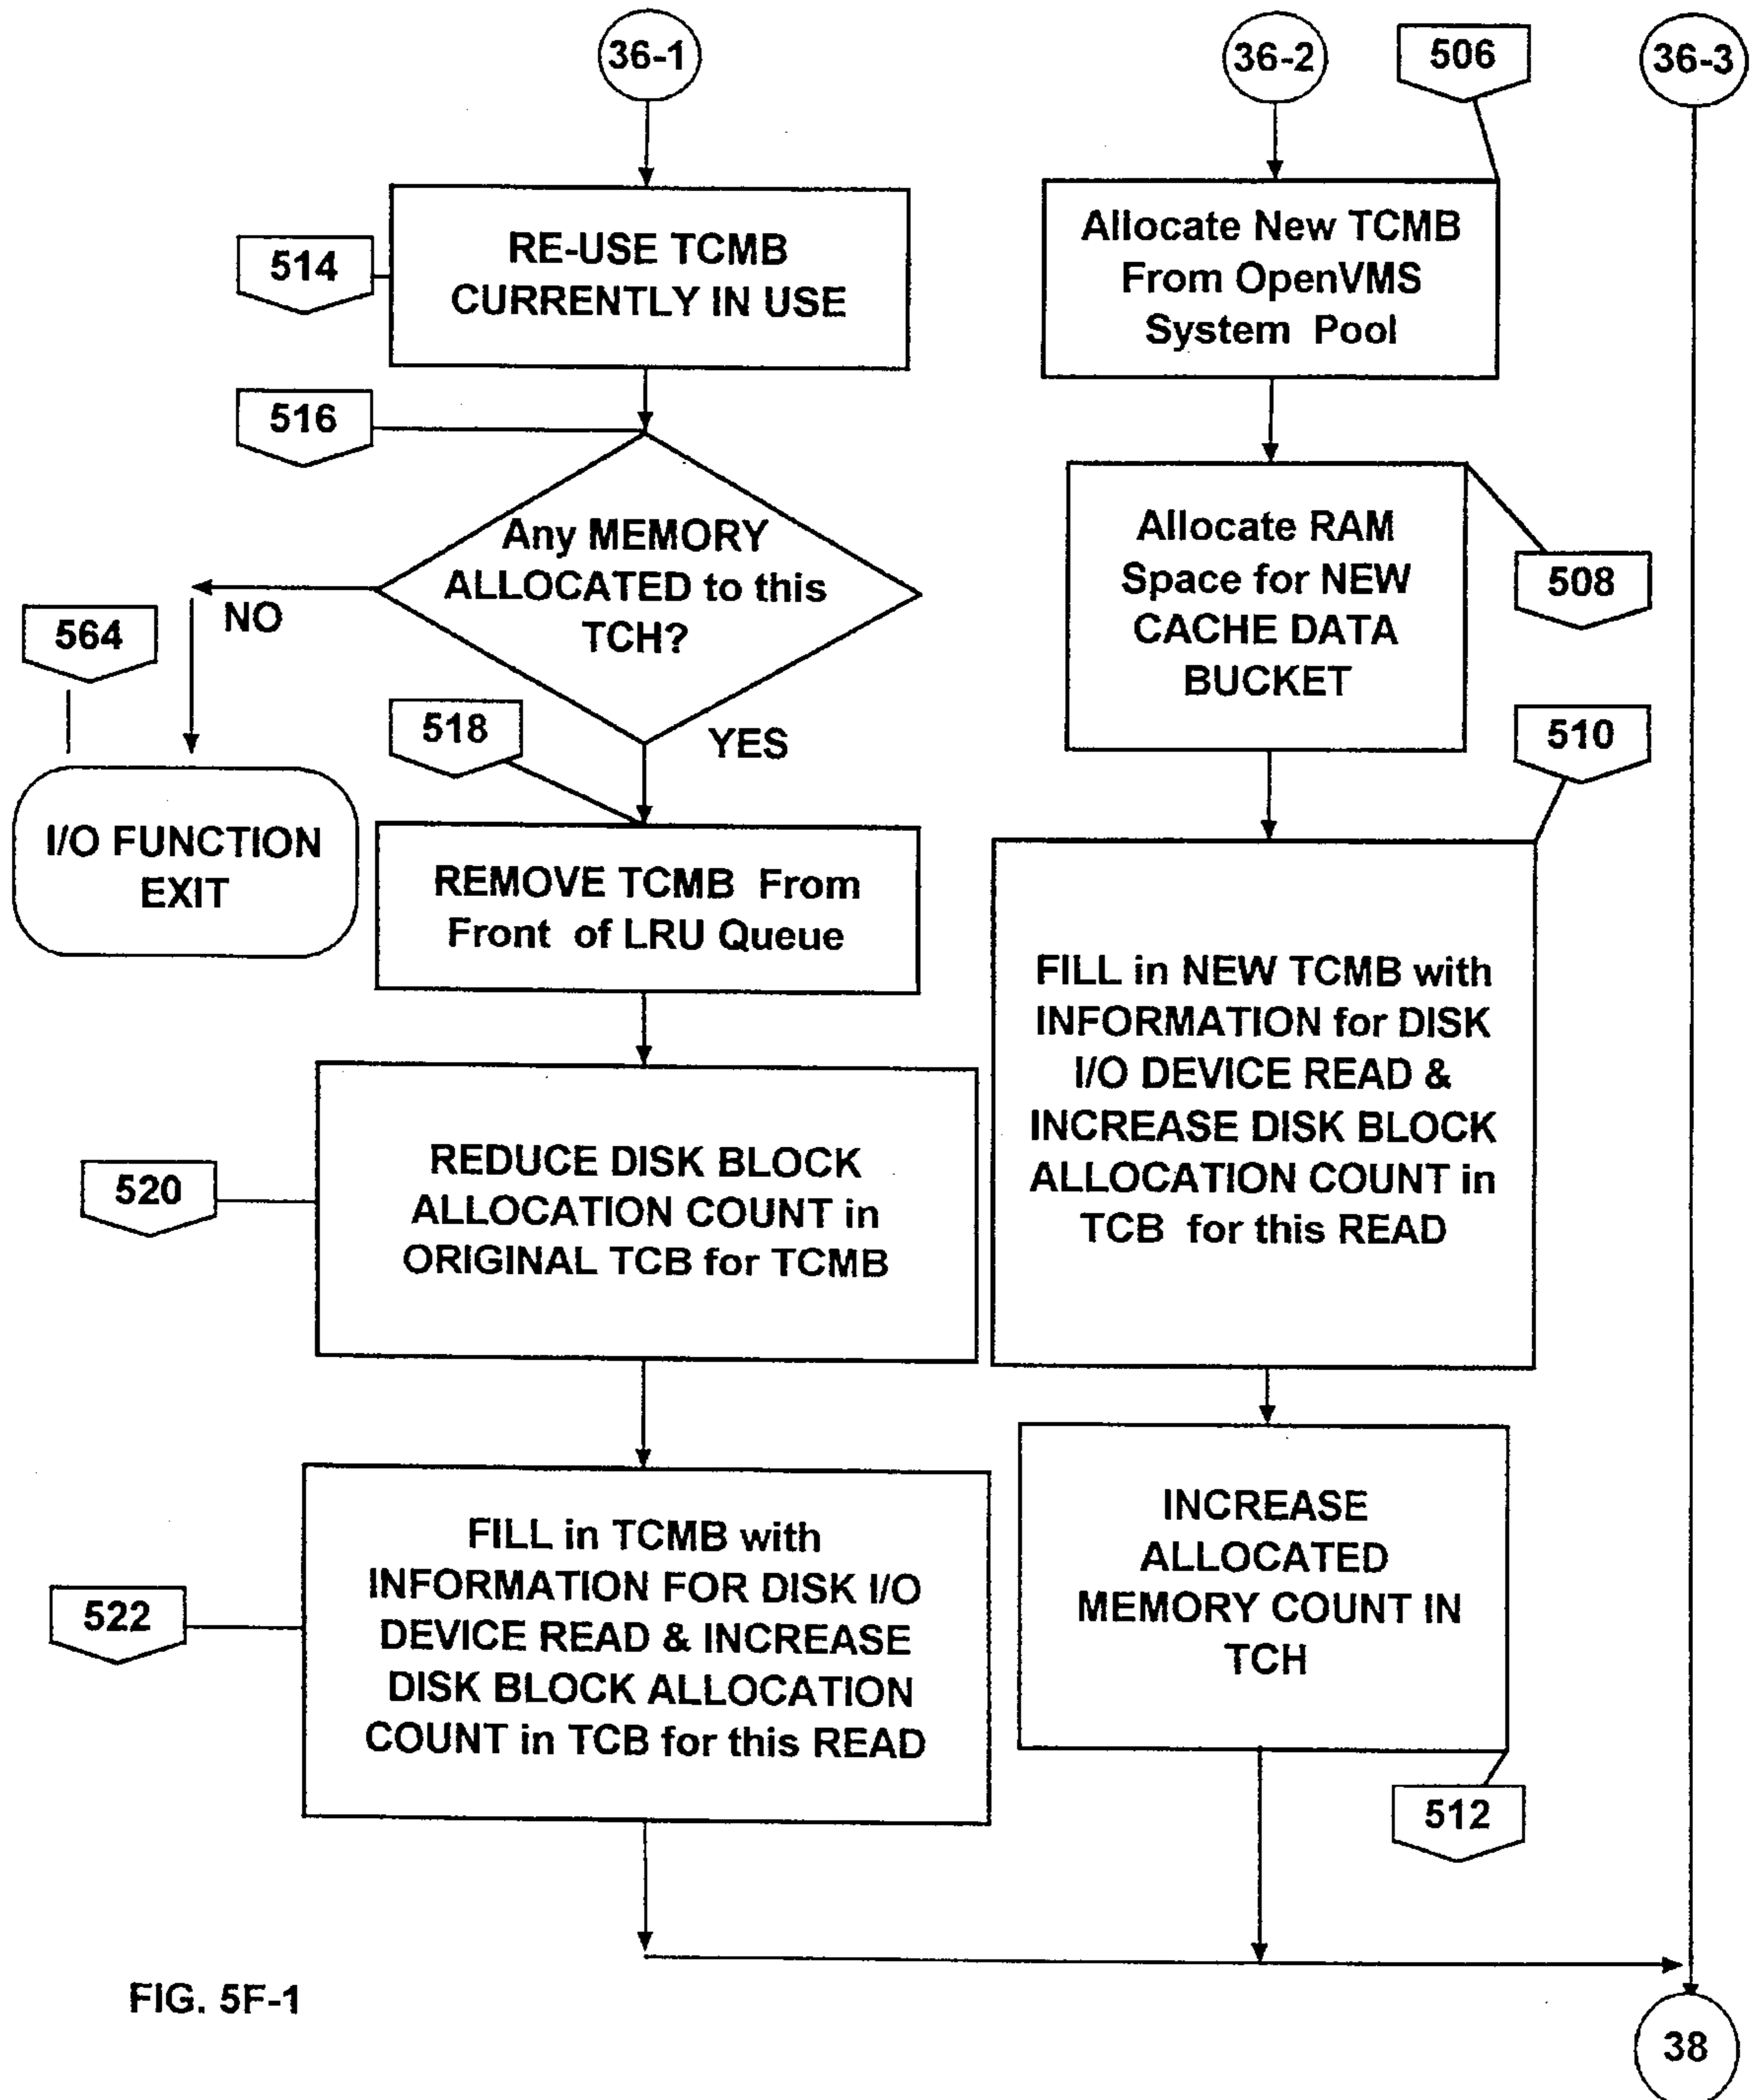 36-1
36-2
506
36-3
514
RE-USE TCMB
CURRENTLY IN USE
Allocate New TCMB
From OpenVMS
System Pool
516
Any MEMORY
ALLOCATED to this
TCH?
NO
YES
564
I/O FUNCTION
EXIT
Allocate RAM
Space for NEW
CACHE DATA
BUCKET
508
518
REMOVE TCMB From
Front of LRU Queue
510
FILL in NEW TCMB with
INFORMATION for DISK
I/O DEVICE READ &
INCREASE DISK BLOCK
ALLOCATION COUNT in
TCB for this READ
520
REDUCE DISK BLOCK
ALLOCATION COUNT in
ORIGINAL TCB for TCMB
522
FILL in TCMB with
INFORMATION FOR DISK I/O
DEVICE READ & INCREASE
DISK BLOCK ALLOCATION
COUNT in TCB for this READ
INCREASE
ALLOCATED
MEMORY COUNT IN
TCH
512
FIG. 5F-1
38